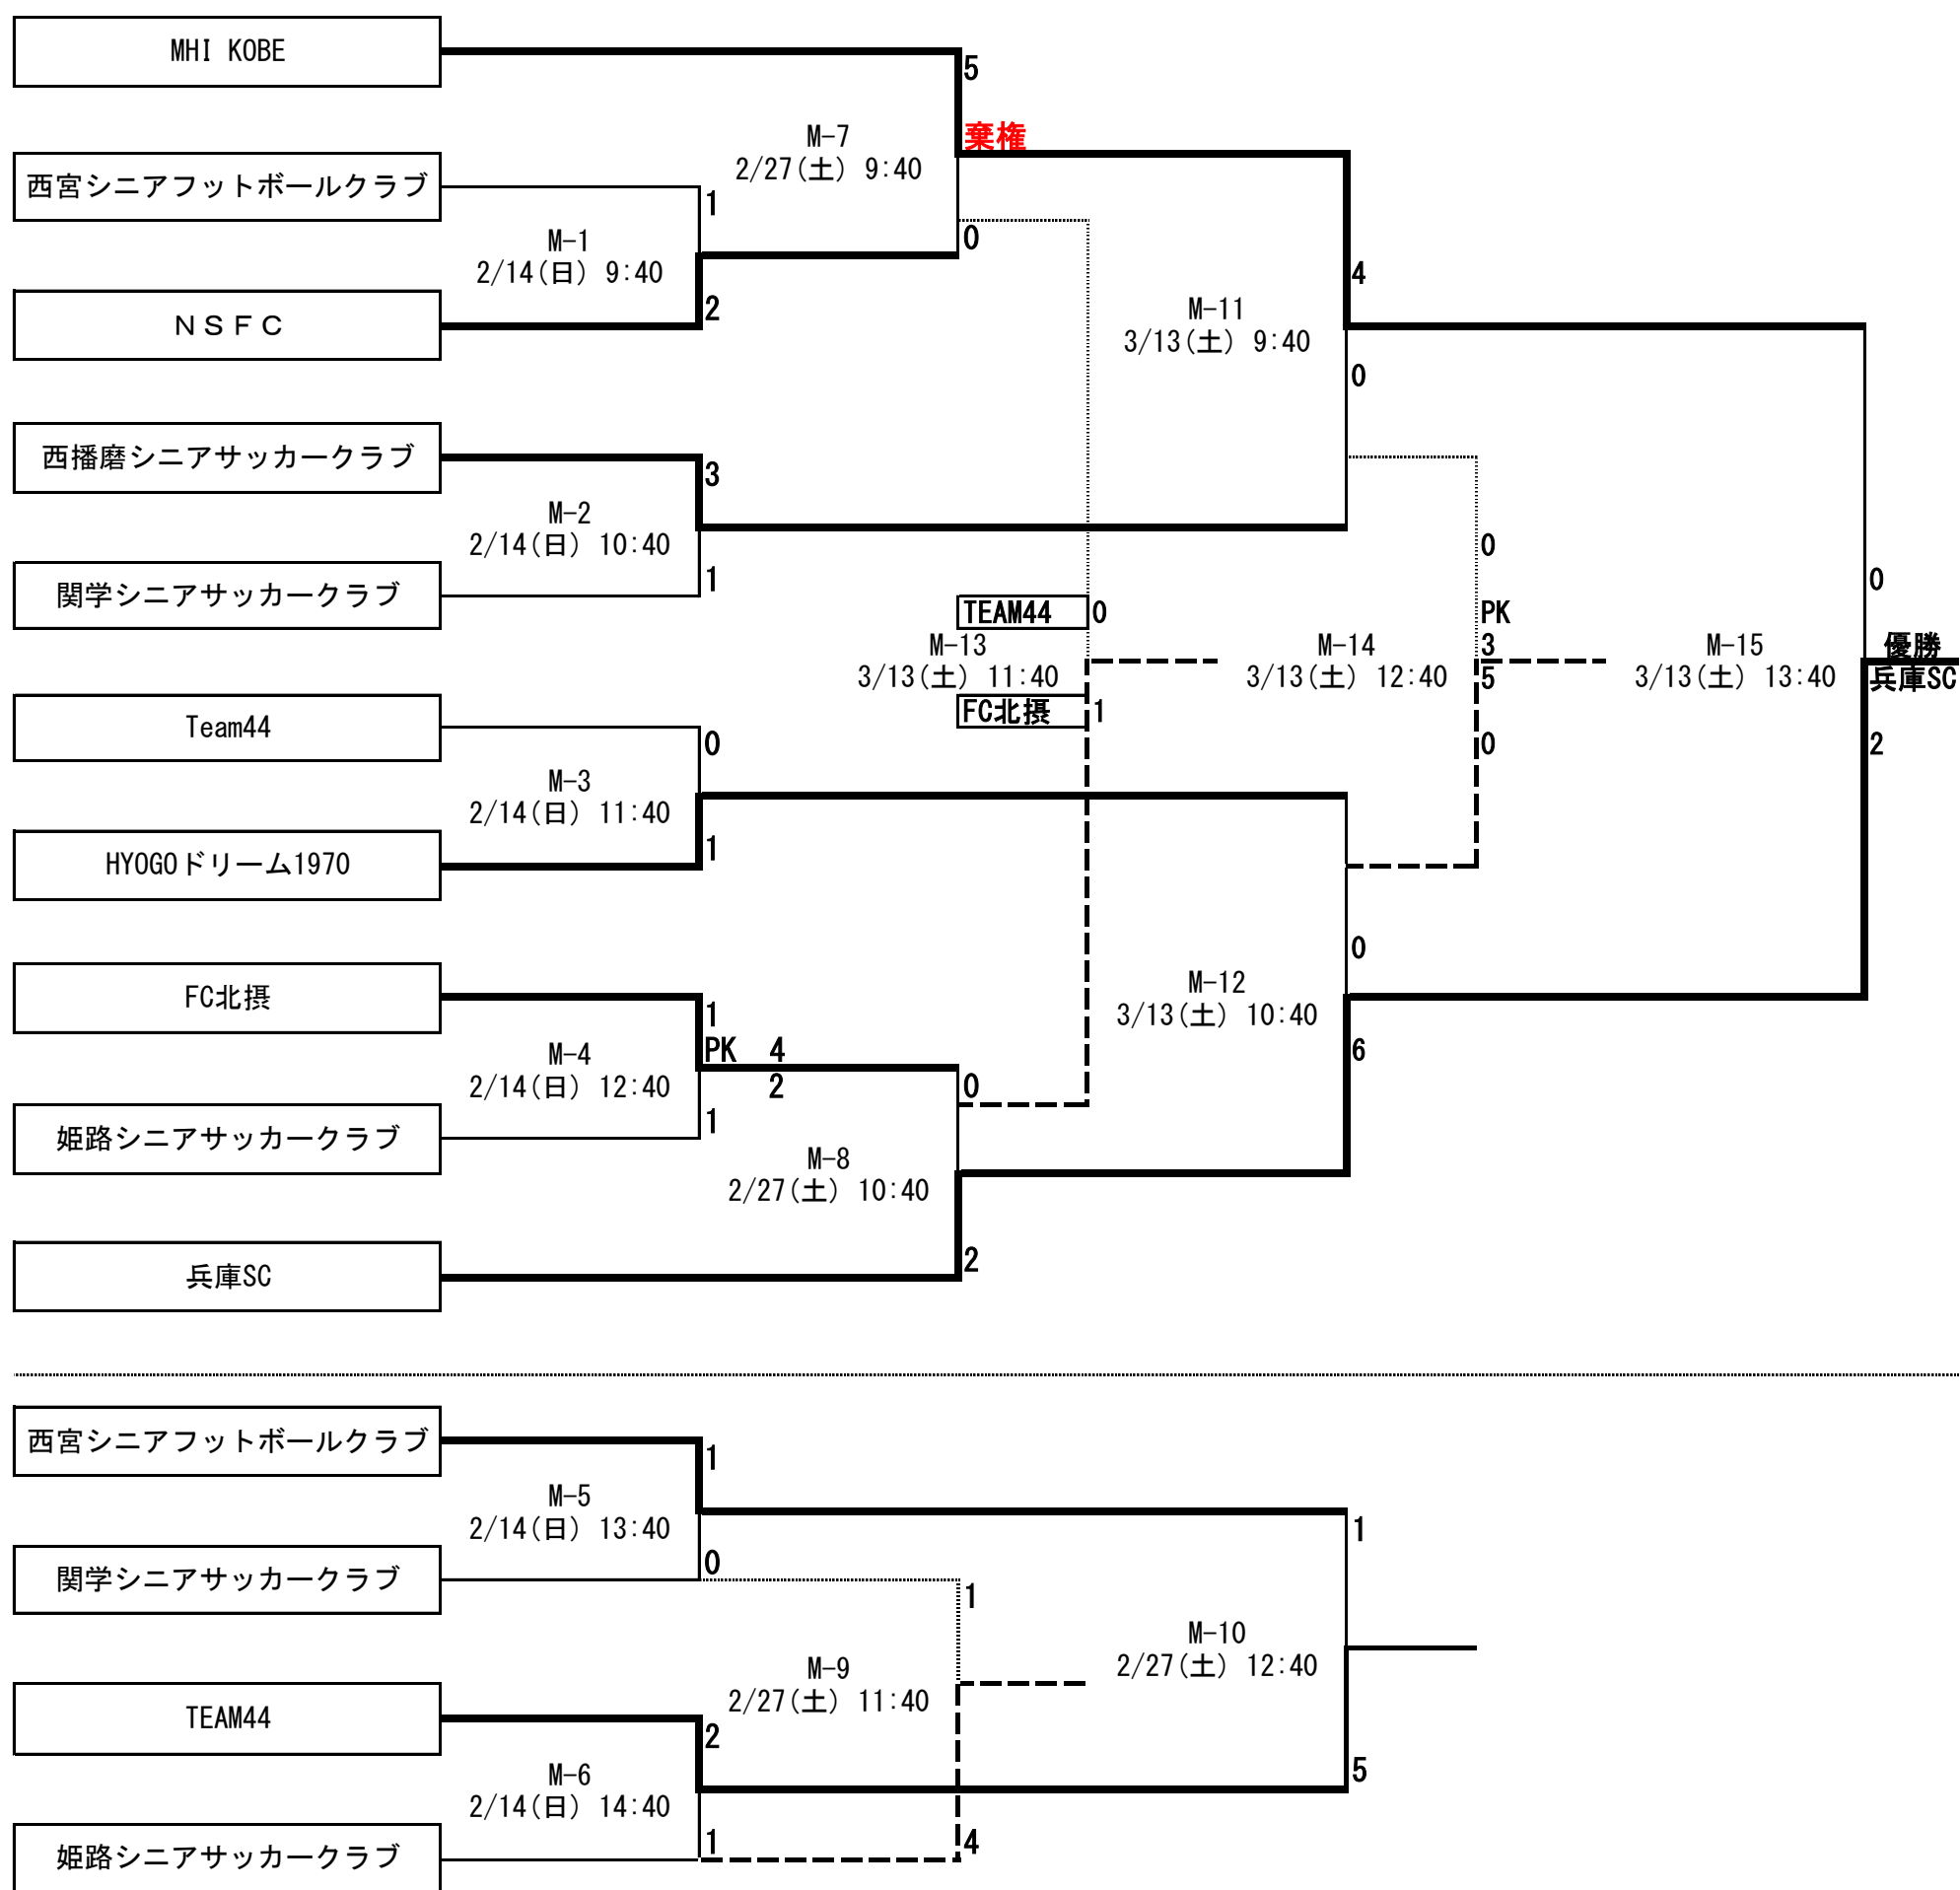 MHI KOBE
5
M-7
棄権
2/27(土) 9:40
西宮シニアフットボールクラブ
1
M-1
0
2/14(日) 9:40
4
2
M-11
NSFC
3/13(土) 9:40
0
西播磨シニアサッカークラブ
3
M-2
2/14(日) 10:40
0
1
0
関学シニアサッカークラブ
TEAM44
0
PK
M-13
M-14
3
M-15
優勝
3/13(土) 11:40
3/13(土) 12:40
5
3/13(土) 13:40
兵庫SC
FC北摂
1
Team44
0
0
2
M-3
2/14(日) 11:40
1
HYOGOドリーム1970
0
FC北摂
M-12
1
3/13(土) 10:40
PK 4
6
M-4
2
0
2/14(日) 12:40
1
姫路シニアサッカークラブ
M-8
2/27(土) 10:40
2
兵庫SC
西宮シニアフットボールクラブ
1
M-5
2/14(日) 13:40
1
0
関学シニアサッカークラブ
1
M-10
M-9
2/27(土) 12:40
2/27(土) 11:40
TEAM44
2
M-6
5
2/14(日) 14:40
1
4
姫路シニアサッカークラブ